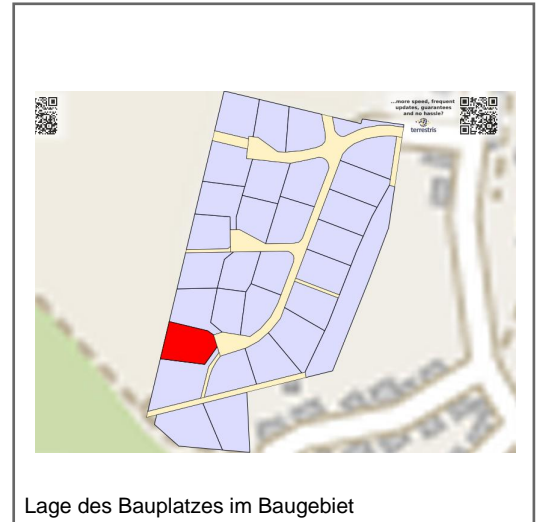 ...more speed, frequent
updates, guarantees
and no hassle?
terrestris
Lage des Bauplatzes im Baugebiet